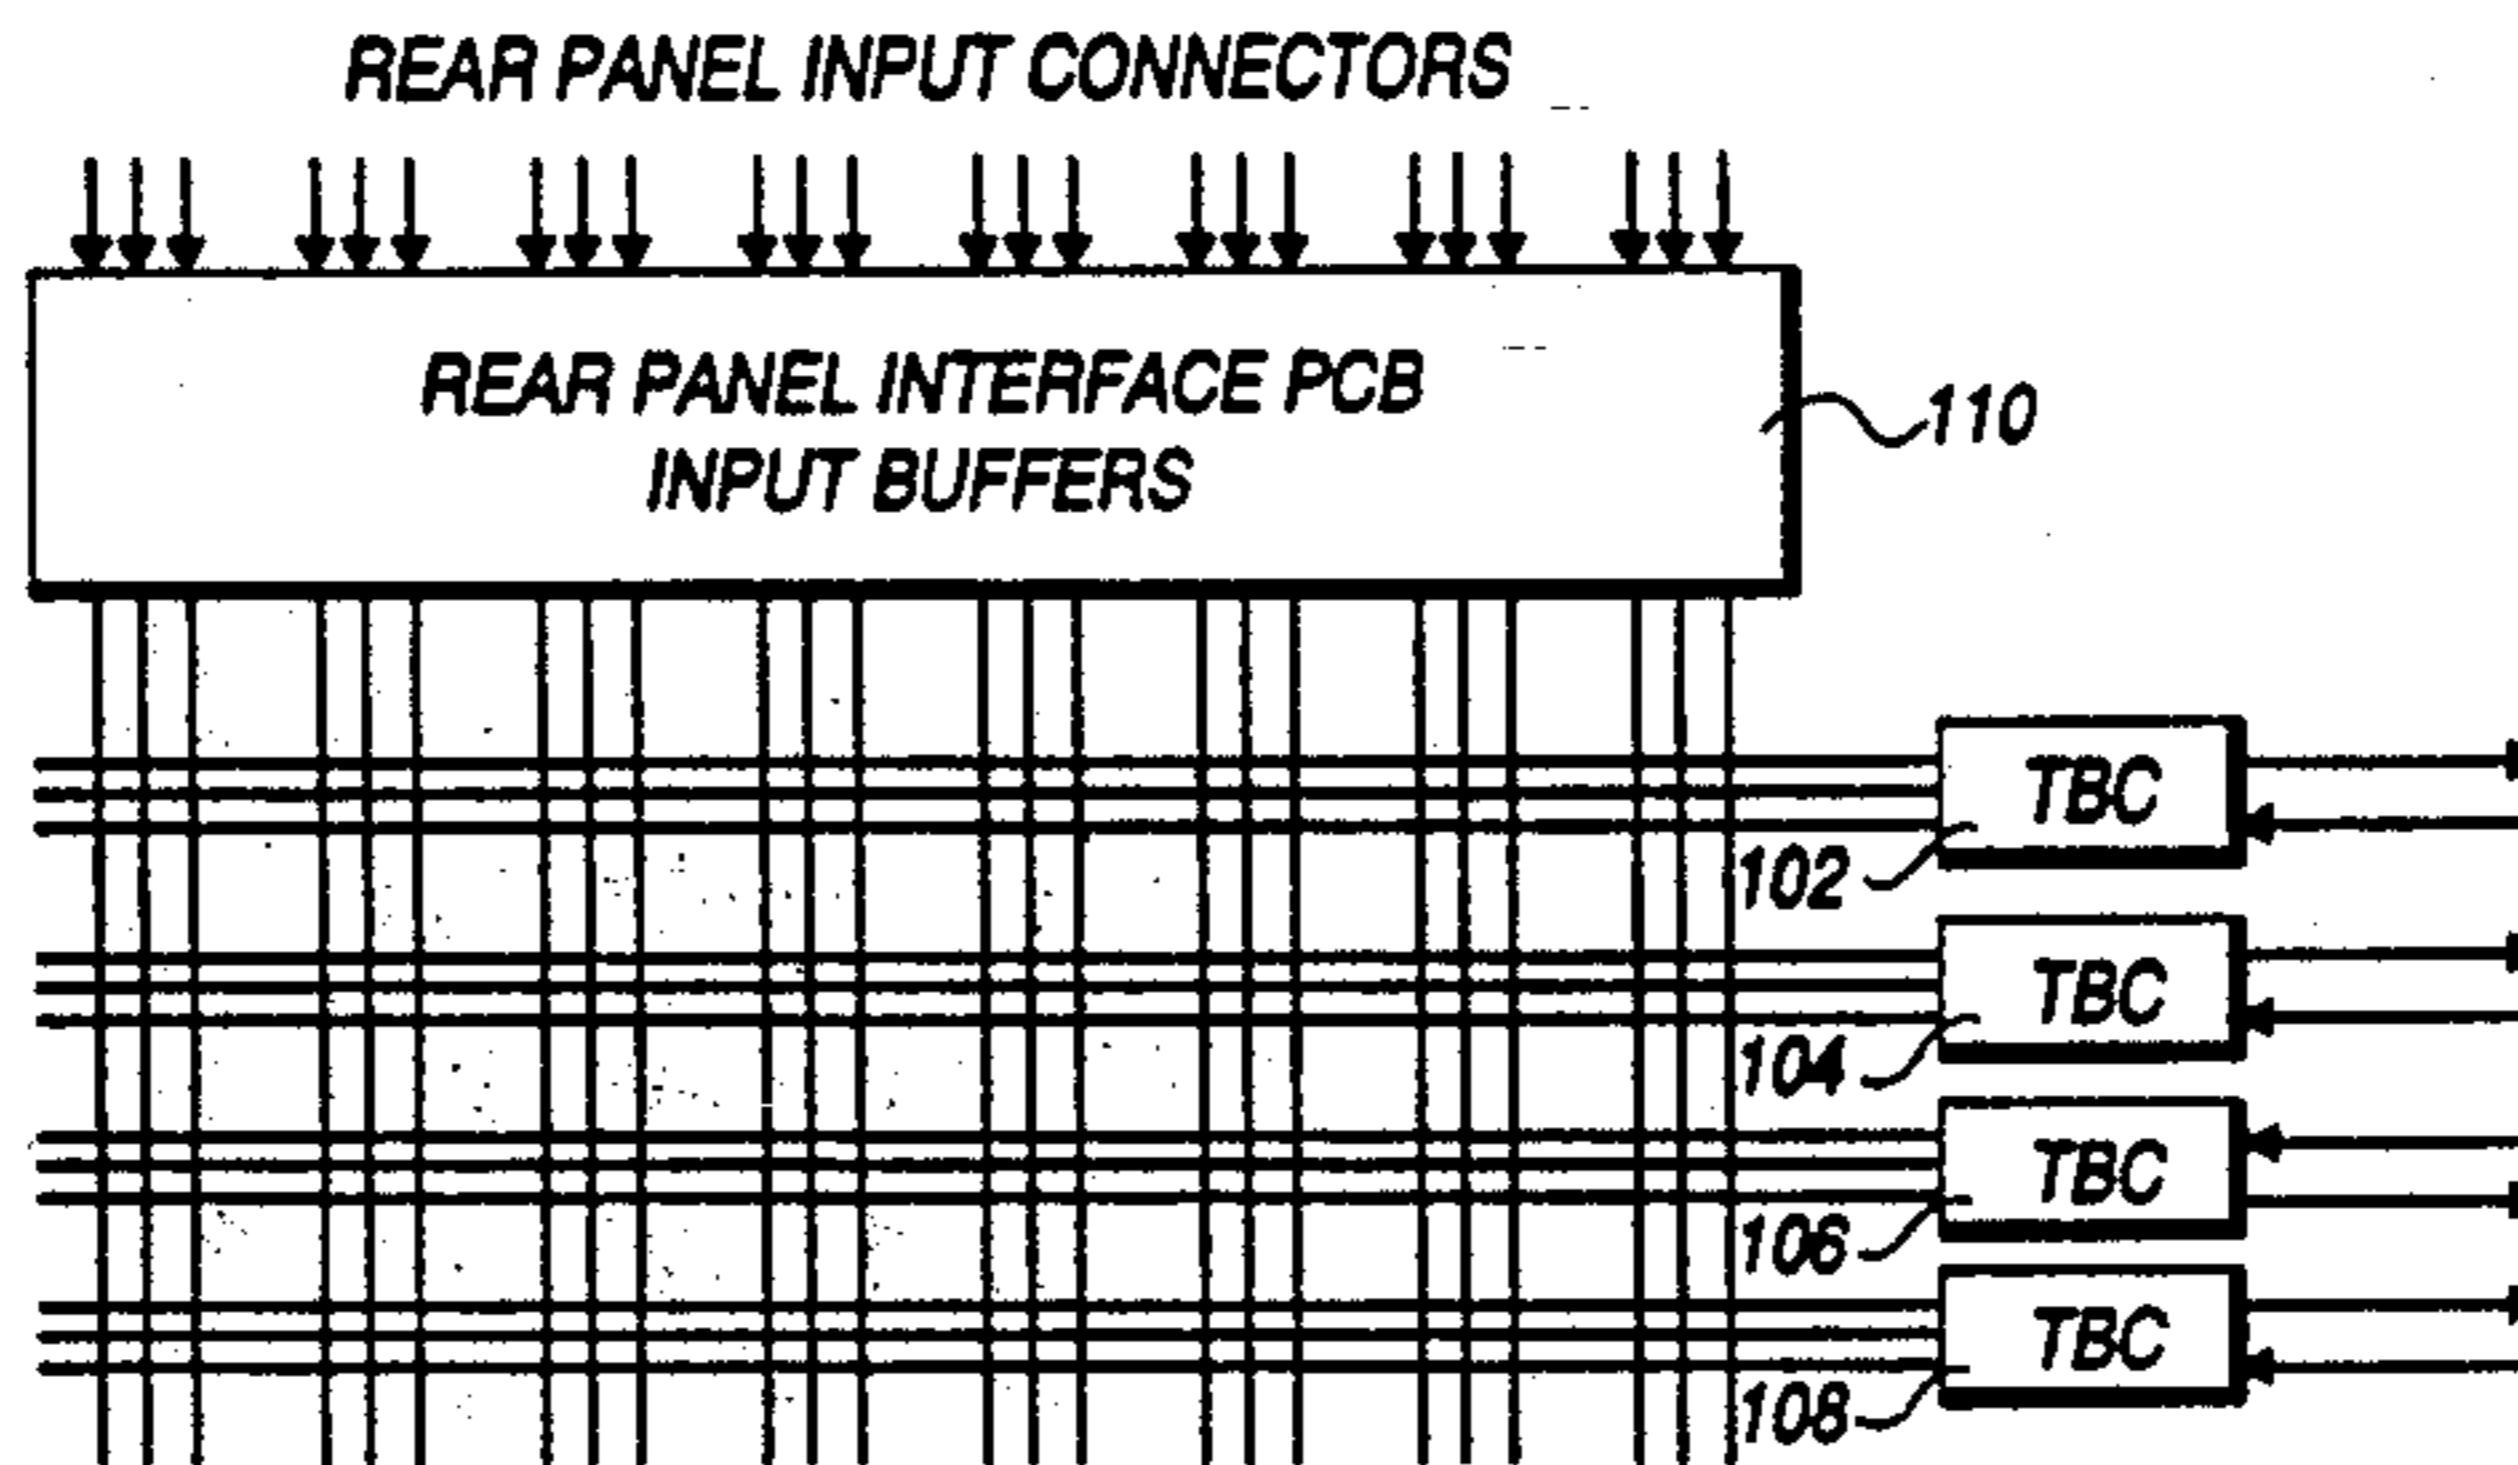 REAR PANEL INPUT CONNECTORS
REAR PANEL INTERFACE PCB
INPUT BUFFERS
110
TBC
102
TBC
104
TBC
106
TBC
108